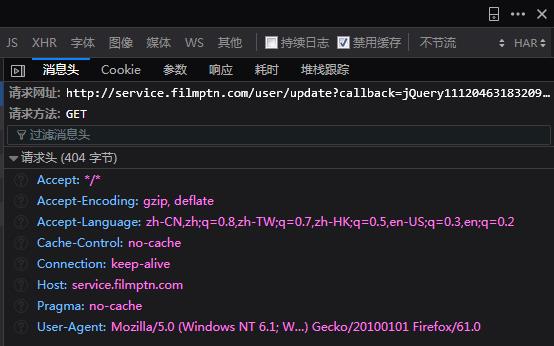 JS XHR 字体 图像 媒体 WS 其他 持续日志 禁用缓存 不节流 HAR
消息头 Cookie 参数 响应 耗时 堆栈跟踪
请求网址: http://service.filmptn.com/user/update?callback=jQuery11120463183209...
请求方法: GET
过滤消息头
请求头 (404 字节)
Accept: */*
Accept-Encoding: gzip, deflate
Accept-Language: zh-CN,zh;q=0.8,zh-TW;q=0.7,zh-HK;q=0.5,en-US;q=0.3,en;q=0.2
Cache-Control: no-cache
Connection: keep-alive
Host: service.filmptn.com
Pragma: no-cache
User-Agent: Mozilla/5.0 (Windows NT 6.1; W...) Gecko/20100101 Firefox/61.0